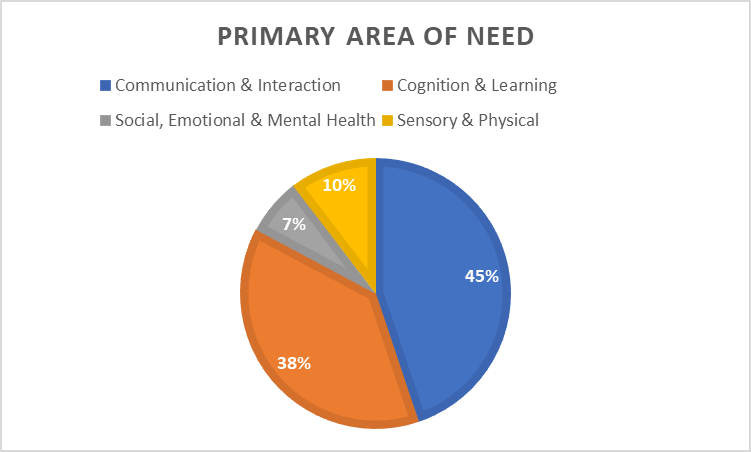 PRIMARY AREA OF NEED
Communication & Interaction
Cognition & Learning
Social, Emotional & Mental Health
Sensory & Physical
10%
7%
45%
38%